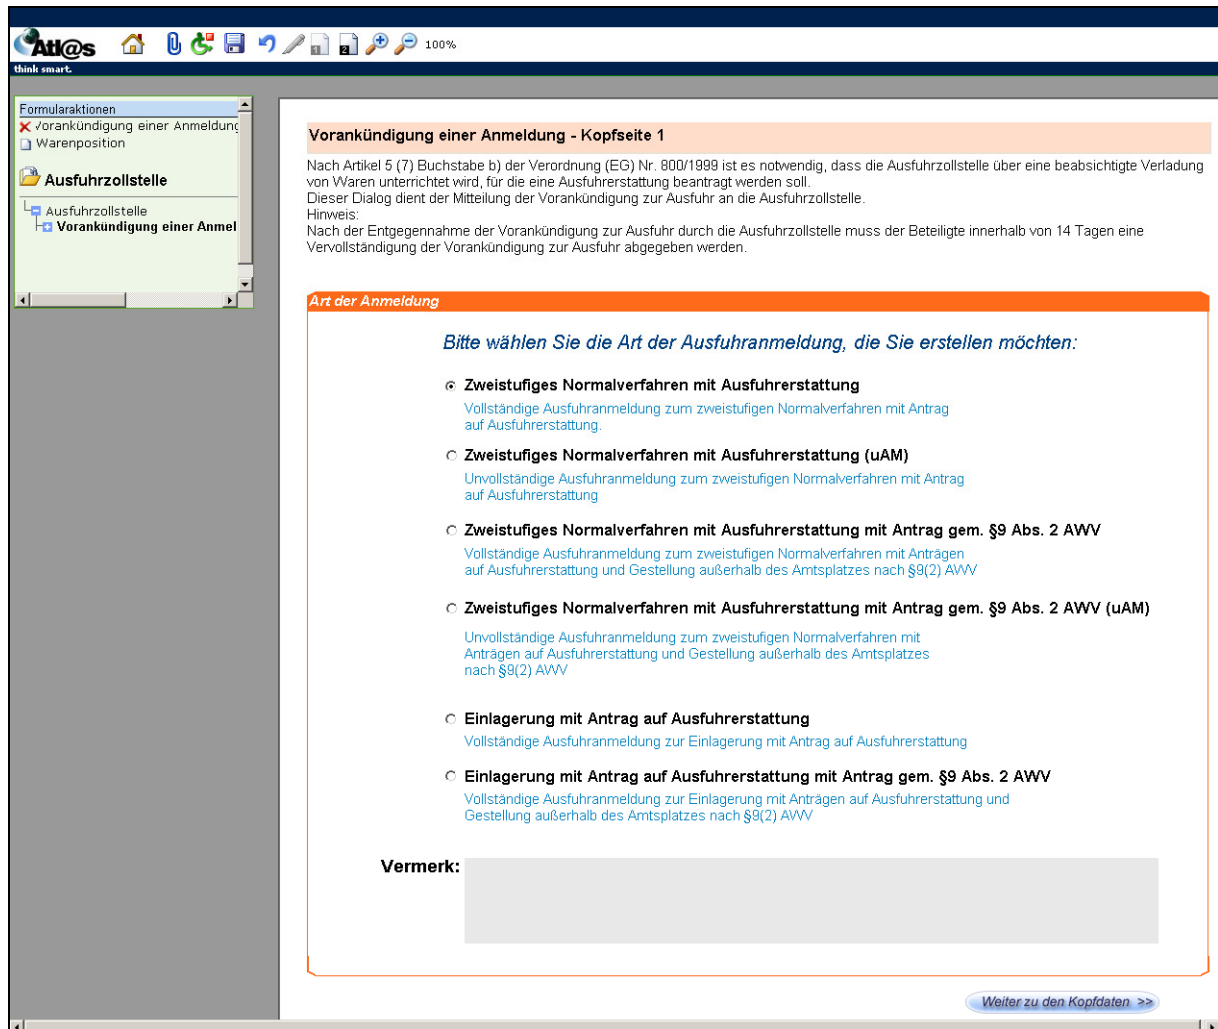 Atl@s
100%
think smart.
Formularaktionen
Vorankündigung einer Anmeldung
Warenposition
Ausfuhrzollstelle
Ausfuhrzollstelle
Vorankündigung einer Anmel
Vorankündigung einer Anmeldung - Kopfseite 1
Nach Artikel 5 (7) Buchstabe b) der Verordnung (EG) Nr. 800/1999 ist es notwendig, dass die Ausfuhrzollstelle über eine beabsichtigte Verladung
von Waren unterrichtet wird, für die eine Ausfuhrerstattung beantragt werden soll.
Dieser Dialog dient der Mitteilung der Vorankündigung zur Ausfuhr an die Ausfuhrzollstelle.
Hinweis:
Nach der Entgegennahme der Vorankündigung zur Ausfuhr durch die Ausfuhrzollstelle muss der Beteiligte innerhalb von 14 Tagen eine
Vervollständigung der Vorankündigung zur Ausfuhr abgegeben werden.
Art der Anmeldung
Bitte wählen Sie die Art der Ausfuhranmeldung, die Sie erstellen möchten:
Zweistufiges Normalverfahren mit Ausfuhrerstattung
Vollständige Ausfuhranmeldung zum zweistufigen Normalverfahren mit Antrag
auf Ausfuhrerstattung.
Zweistufiges Normalverfahren mit Ausfuhrerstattung (uAM)
Unvollständige Ausfuhranmeldung zum zweistufigen Normalverfahren mit Antrag
auf Ausfuhrerstattung
Zweistufiges Normalverfahren mit Ausfuhrerstattung mit Antrag gem. §9 Abs. 2 AWV
Vollständige Ausfuhranmeldung zum zweistufigen Normalverfahren mit Anträgen
auf Ausfuhrerstattung und Gestellung außerhalb des Amtsplatzes nach §9(2) AWV
Zweistufiges Normalverfahren mit Ausfuhrerstattung mit Antrag gem. §9 Abs. 2 AWV (uAM)
Unvollständige Ausfuhranmeldung zum zweistufigen Normalverfahren mit
Anträgen auf Ausfuhrerstattung und Gestellung außerhalb des Amtsplatzes
nach §9(2) AWV
Einlagerung mit Antrag auf Ausfuhrerstattung
Vollständige Ausfuhranmeldung zur Einlagerung mit Antrag auf Ausfuhrerstattung
Einlagerung mit Antrag auf Ausfuhrerstattung mit Antrag gem. §9 Abs. 2 AWV
Vollständige Ausfuhranmeldung zur Einlagerung mit Anträgen auf Ausfuhrerstattung und
Gestellung außerhalb des Amtsplatzes nach §9(2) AWV
Vermerk:
Weiter zu den Kopfdaten >>